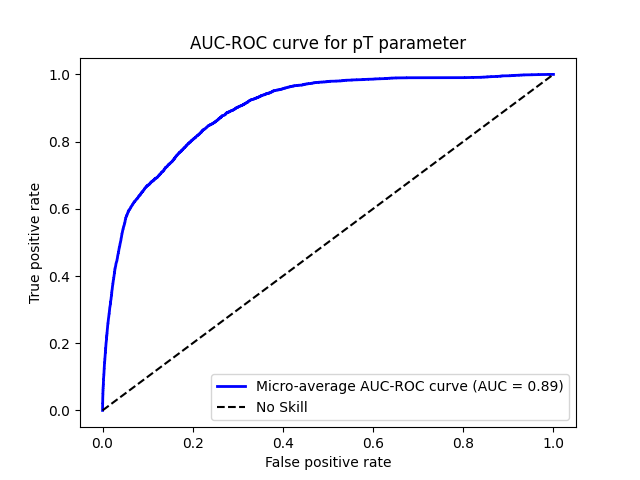 AUC-ROC curve for pT parameter
1.0
0.8
0.6
0.4
0.2
0.0
True positive rate
Micro-average AUC-ROC curve (AUC = 0.89)
No Skill
0.0 0.2 0.4 0.6 0.8 1.0
False positive rate